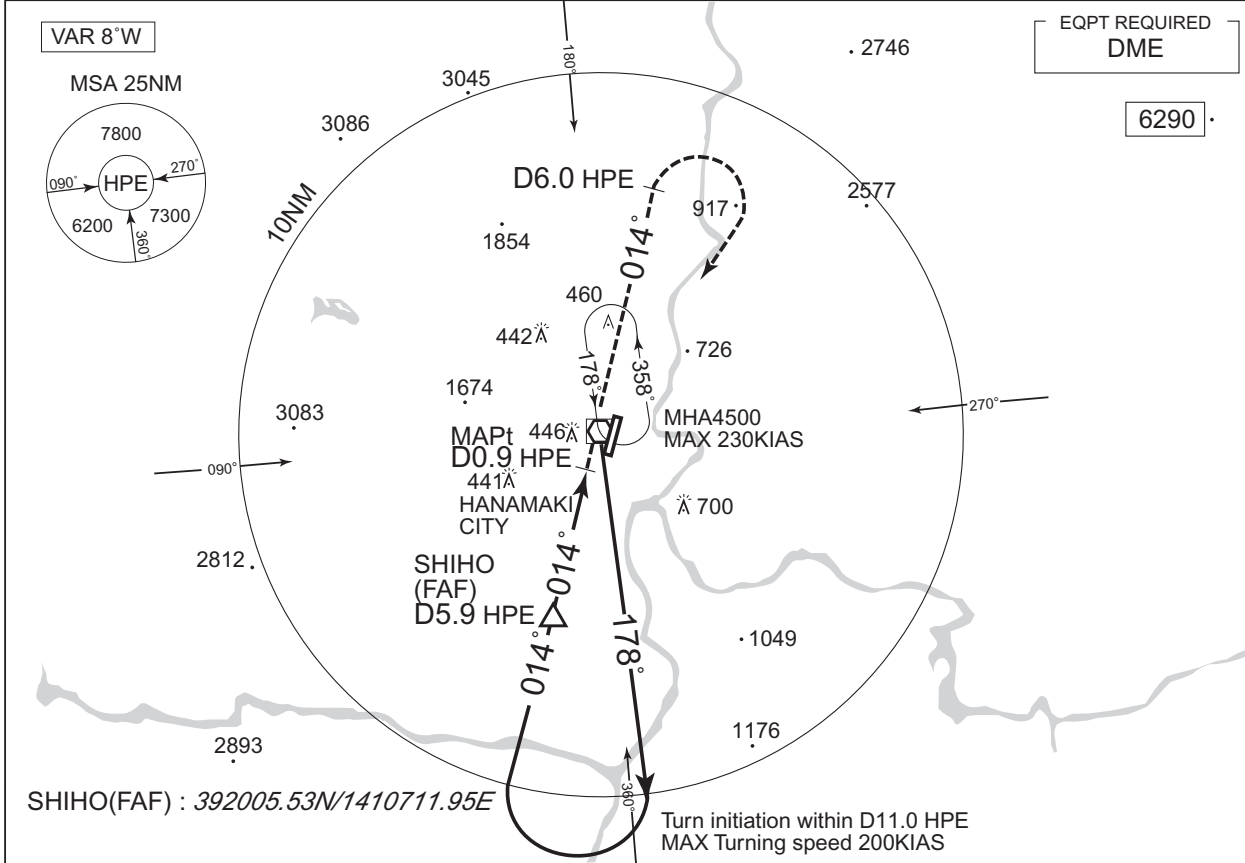 VAR 8°W
MSA 25NM
7800
090°
HPE
270°
6200
7300
360°
EQPT REQUIRED
DME
6290
180°
2746
3045
3086
D6.0 HPE
2577
917
10NM
1854
014°
460
442
726
178°
358°
1674
3083
270°
MHA4500
MAX 230KIAS
MAPt
446
D0.9 HPE
090°
441
HANAMAKI
CITY
700
014°
2812
SHIHO
(FAF)
D5.9 HPE
178°
1049
014°
1176
2893
360°
SHIHO(FAF) : 392005.53N/1410711.95E
Turn initiation within D11.0 HPE
MAX Turning speed 200KIAS